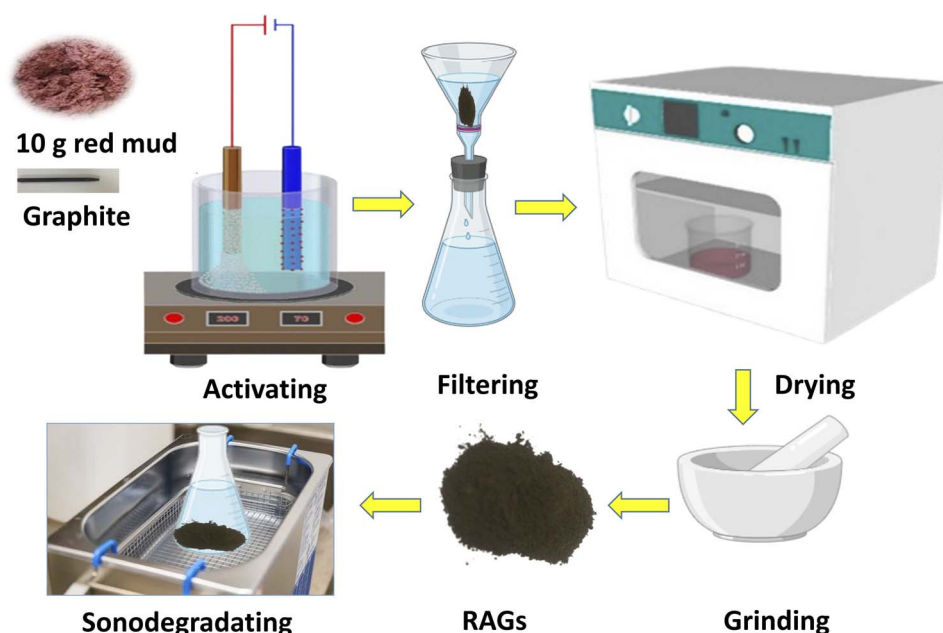 10 g red mud
Graphite
200
70
Activating
Filtering
Drying
Sonodegradating
RAGs
Grinding